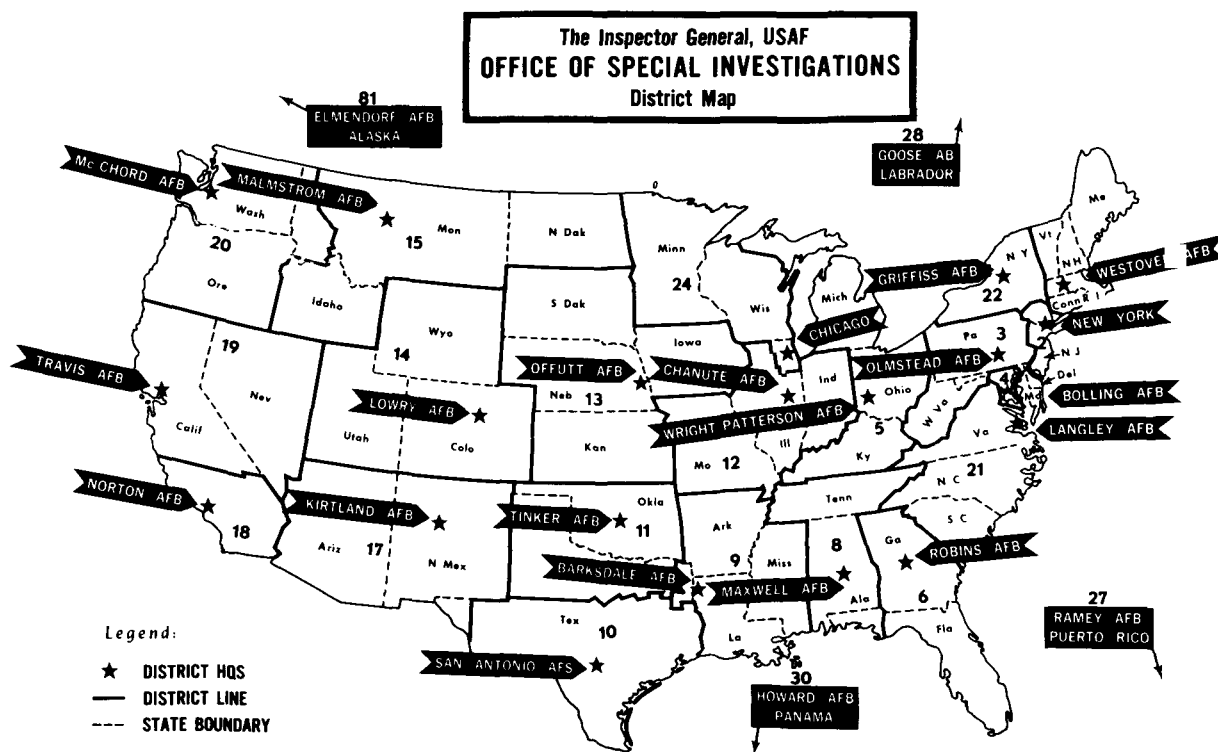 The Inspector General, USAF
OFFICE OF SPECIAL INVESTIGATIONS
District Map
81
ELMENDORF AFB
ALASKA
28
GOOSE AB
LABRADOR
Mc CHORD AFB
MALMSTROM AFB
Wash
20
Ore
Idaho
Mon
15
N Dak
S Dak
Minn
24
Wis
Mich
GRIFFISS AFB
N Y
22
Vt
NH
Me
WESTOVE AFB
Conn
R I
NEW YORK
2
CHICAGO
Pa
3
OLMSTEAD AFB
N J
Del
4
Md
BOLLING AFB
LANGLEY AFB
TRAVIS AFB
19
Nev
Calif
Wyo
14
LOWRY AFB
Utah
Colo
Iowa
OFFUTT AFB
CHANUTE AFB
Neb
13
Kan
Ind
Ohio
WRIGHT PATTERSON AFB
5
W Va
Va
Ill
Mo
12
Ky
NORTON AFB
18
KIRTLAND AFB
Ariz
17
N Mex
TINKER AFB
Okla
11
Tenn
N C
21
S C
Ark
9
BARKSDALE AFB
Miss
8
MAXWELL AFB
Ala
Ga
ROBINS AFB
6
Fla
Tex
10
SAN ANTONIO AFS
La
30
HOWARD AFB
PANAMA
27
RAMEY AFB
PUERTO RICO
Legend:
DISTRICT HQS
DISTRICT LINE
STATE BOUNDARY